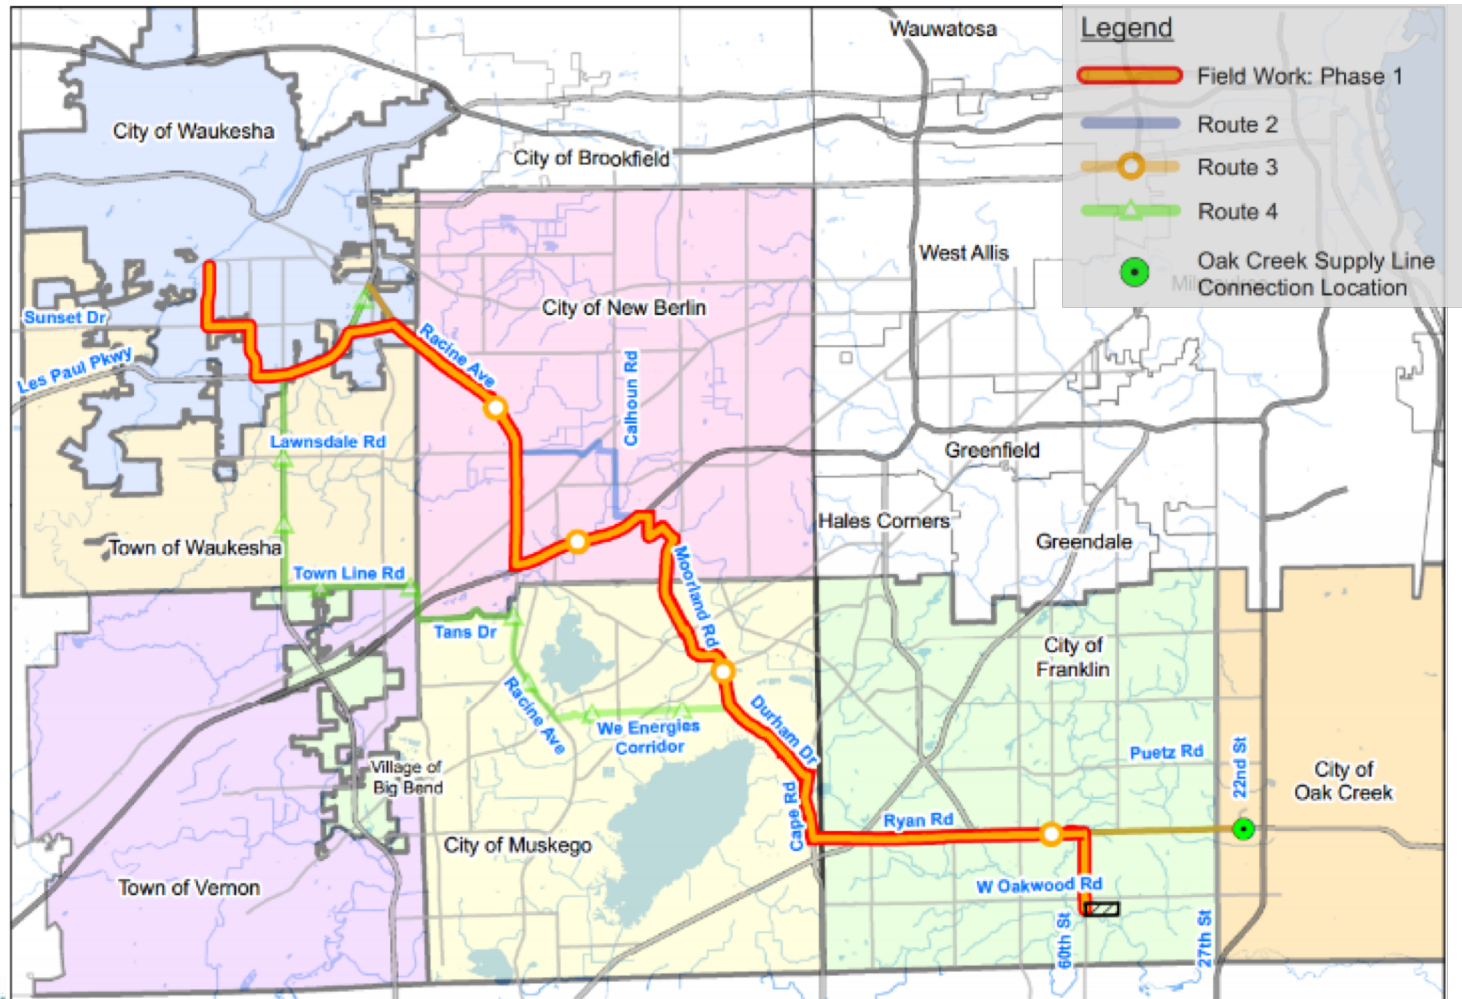 Wauwatosa
Legend
Field Work: Phase 1
Route 2
Route 3
Route 4
Oak Creek Supply Line
Connection Location
City of Waukesha
City of Brookfield
West Allis
City of New Berlin
Sunset Dr
Les Paul Pkwy
Racine Ave
Calhoun Rd
Lawnsdale Rd
Greenfield
Hales Corners
Greendale
Town of Waukesha
Town Line Rd
Moorland Rd
Tans Dr
City of
Franklin
Racine Ave
We Energies
Corridor
Durham Dr
Puetz Rd
22nd St
City of
Oak Creek
Village of
Big Bend
Cape Rd
Ryan Rd
City of Muskego
Town of Vernon
W Oakwood Rd
60th St
27th St